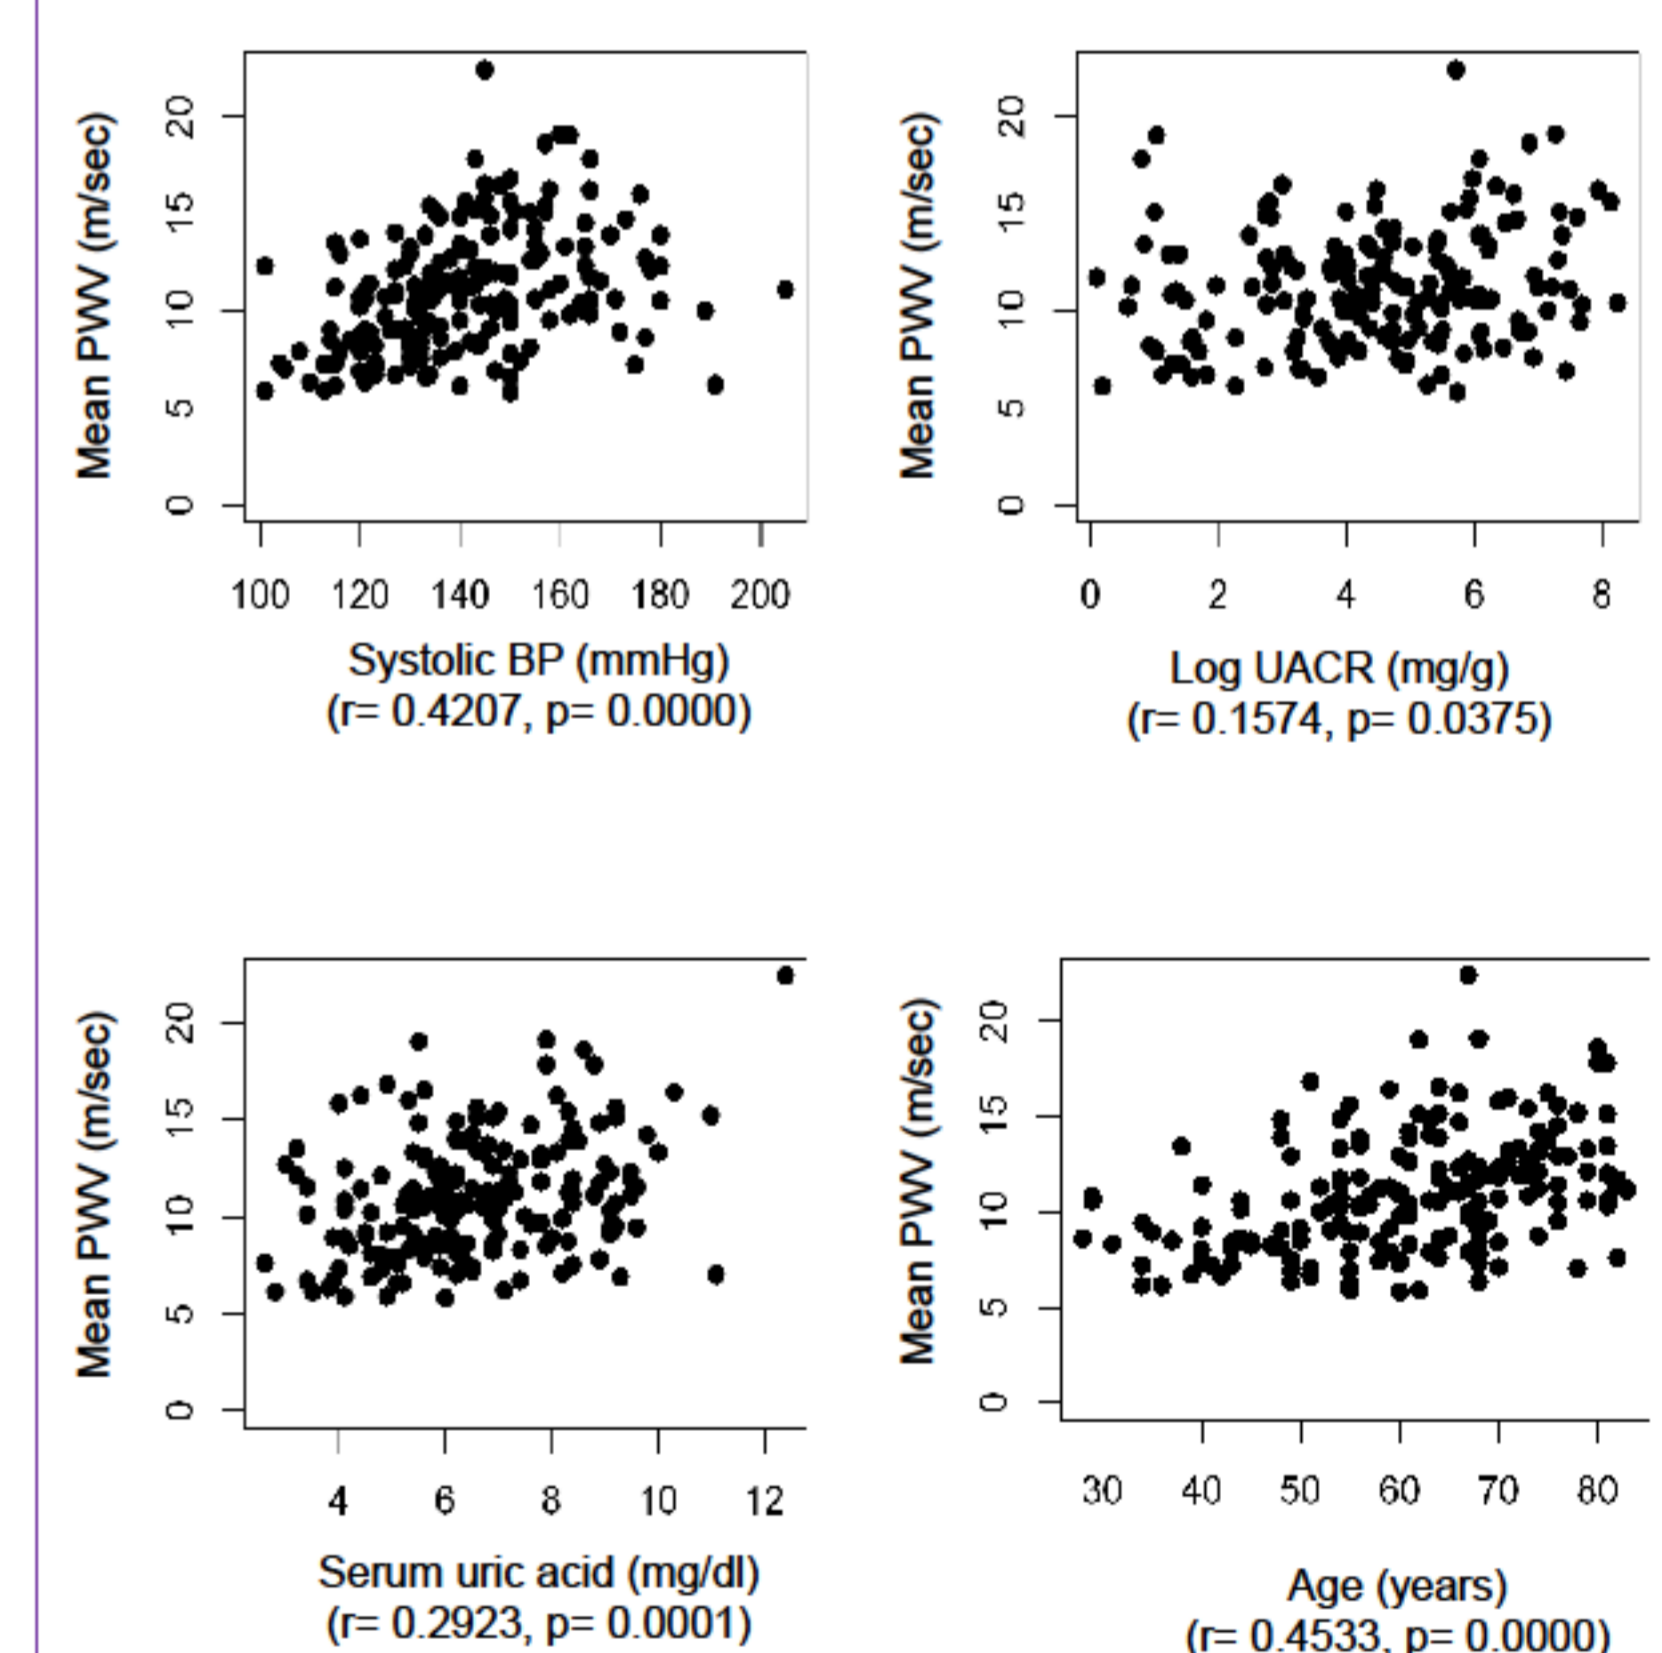 Mean PWV (m/sec)
20
15
10
5
0
100 120 140 160 180 200
Systolic BP (mmHg)
(r= 0.4207, p= 0.0000)
Mean PWV (m/sec)
20
15
10
5
0
0 2 4 6 8
Log UACR (mg/g)
(r= 0.1574, p= 0.0375)
Mean PWV (m/sec)
20
15
10
5
0
4 6 8 10 12
Serum uric acid (mg/dl)
(r= 0.2923, p= 0.0001)
Mean PWV (m/sec)
20
15
10
5
0
30 40 50 60 70 80
Age (years)
(r= 0.4533, p= 0.0000)